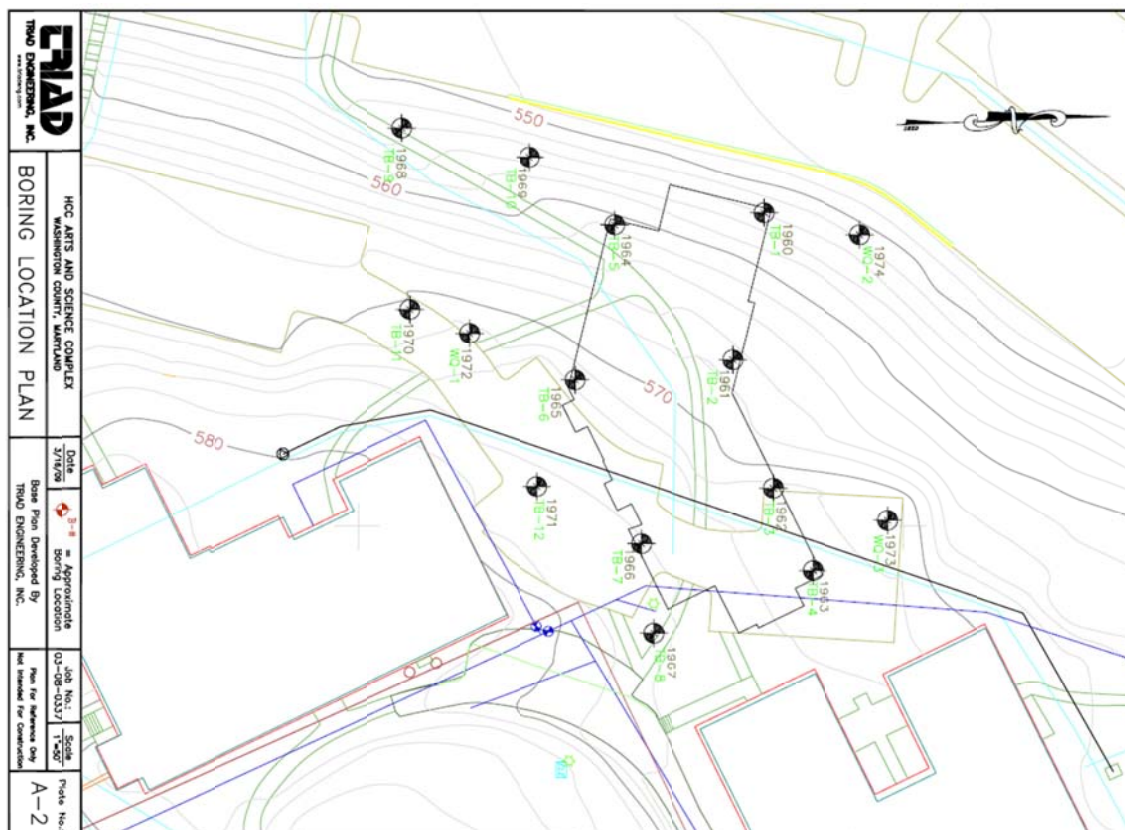 TRIAD
TRIAD ENGINEERING, INC.
www.triadeng.com
HCC ARTS AND SCIENCE COMPLEX
WASHINGTON COUNTY, MARYLAND
BORING LOCATION PLAN
Date
3/16/09
B-#
= Approximate
Boring Location
Base Plan Developed By
TRIAD ENGINEERING, INC.
Job No.:
03-08-0337
Scale
1"=50'
Plan For Reference Only
Not Intended For Construction
Plate No.:
A-2
550
560
570
580
1968
TB-9
1969
TB-10
1964
TB-5
1960
TB-1
1974
WQ-2
1970
TB-11
1972
WQ-1
1965
TB-6
1961
TB-2
1971
TB-12
1962
TB-3
1973
WQ-3
1966
TB-7
1963
TB-4
1967
TB-8